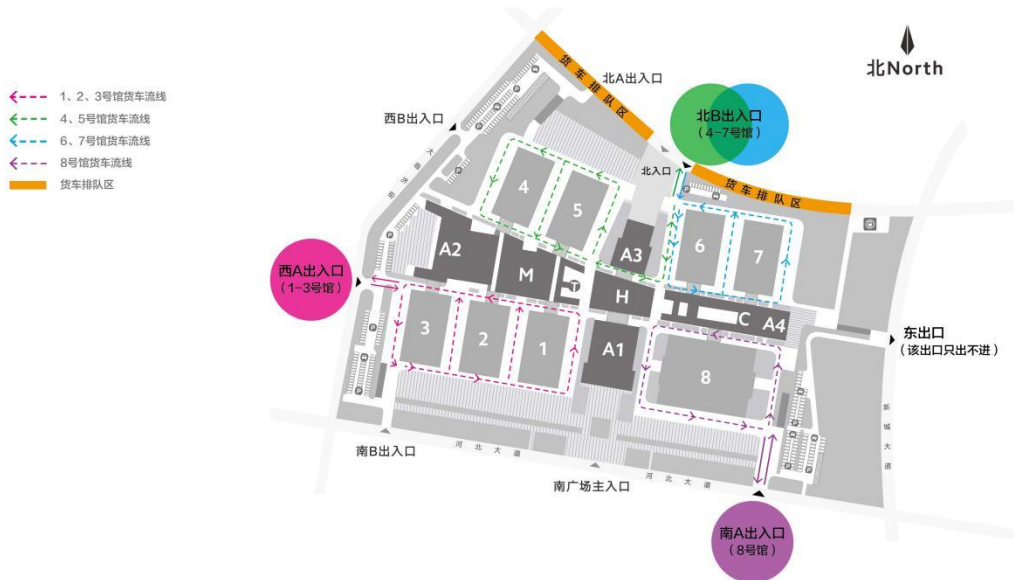 北North
1、2、3号馆货车流线
4、5号馆货车流线
6、7号馆货车流线
8号馆货车流线
货车排队区
货车排队区
北A出入口
西B出入口
北B出入口
（4-7号馆）
北入口
货车排队区
4
5
A3
6
7
A2
M
T
H
C
A4
西A出入口
（1-3号馆）
3
2
1
A1
8
东出口
（该出口只出不进）
新城大道
南B出入口
河北大道
南广场主入口
河北大道
南A出入口
（8号馆）